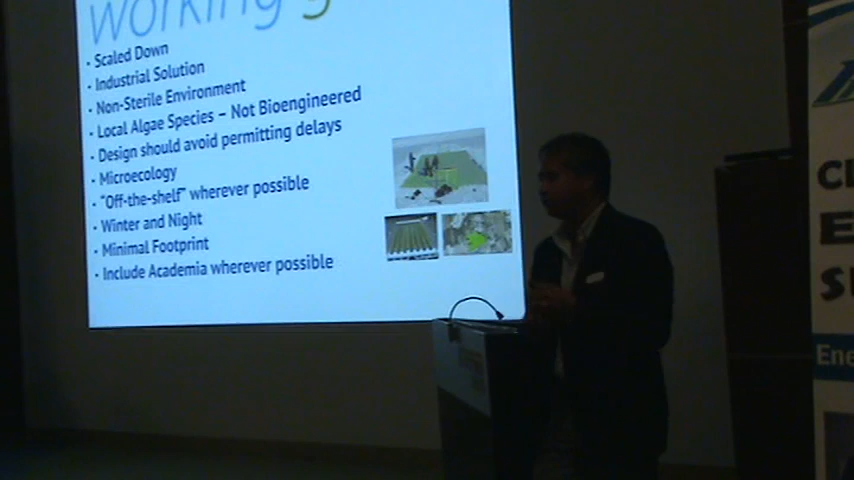 working
• Scaled Down
• Industrial Solution
• Non-Sterile Environment
• Local Algae Species – Not Bioengineered
• Design should avoid permitting delays
• Microecology
• "Off-the-shelf" wherever possible
• Winter and Night
• Minimal Footprint
• Include Academia wherever possible